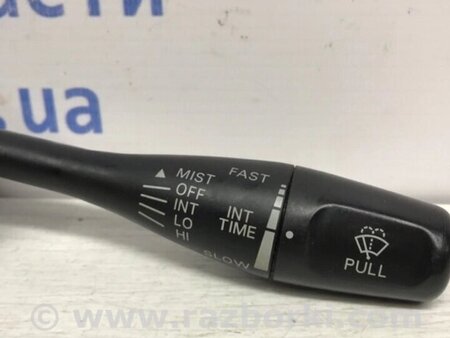 асти
.ua
MIST
OFF
INT
LO
HI
FAST
INT
TIME
SLOW
PULL
© www.razborki.com